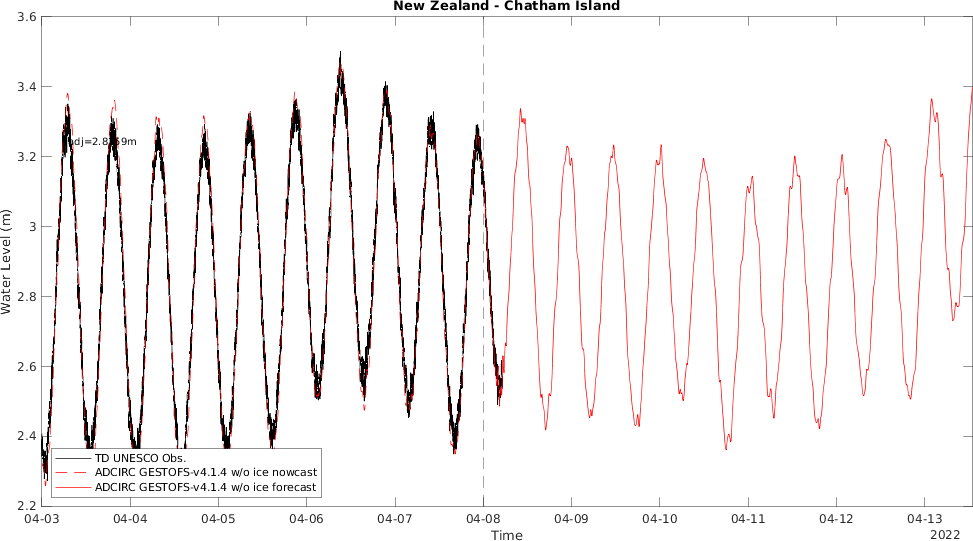 New Zealand - Chatham Island
3.6
3.4
3.2
3
2.8
2.6
2.4
2.2
Water Level (m)
TD UNESCO Obs.
ADCIRC GESTOFS-v4.1.4 w/o ice nowcast
ADCIRC GESTOFS-v4.1.4 w/o ice forecast
04-03 04-04 04-05 04-06 04-07 04-08 04-09 04-10 04-11 04-12 04-13
Time
2022